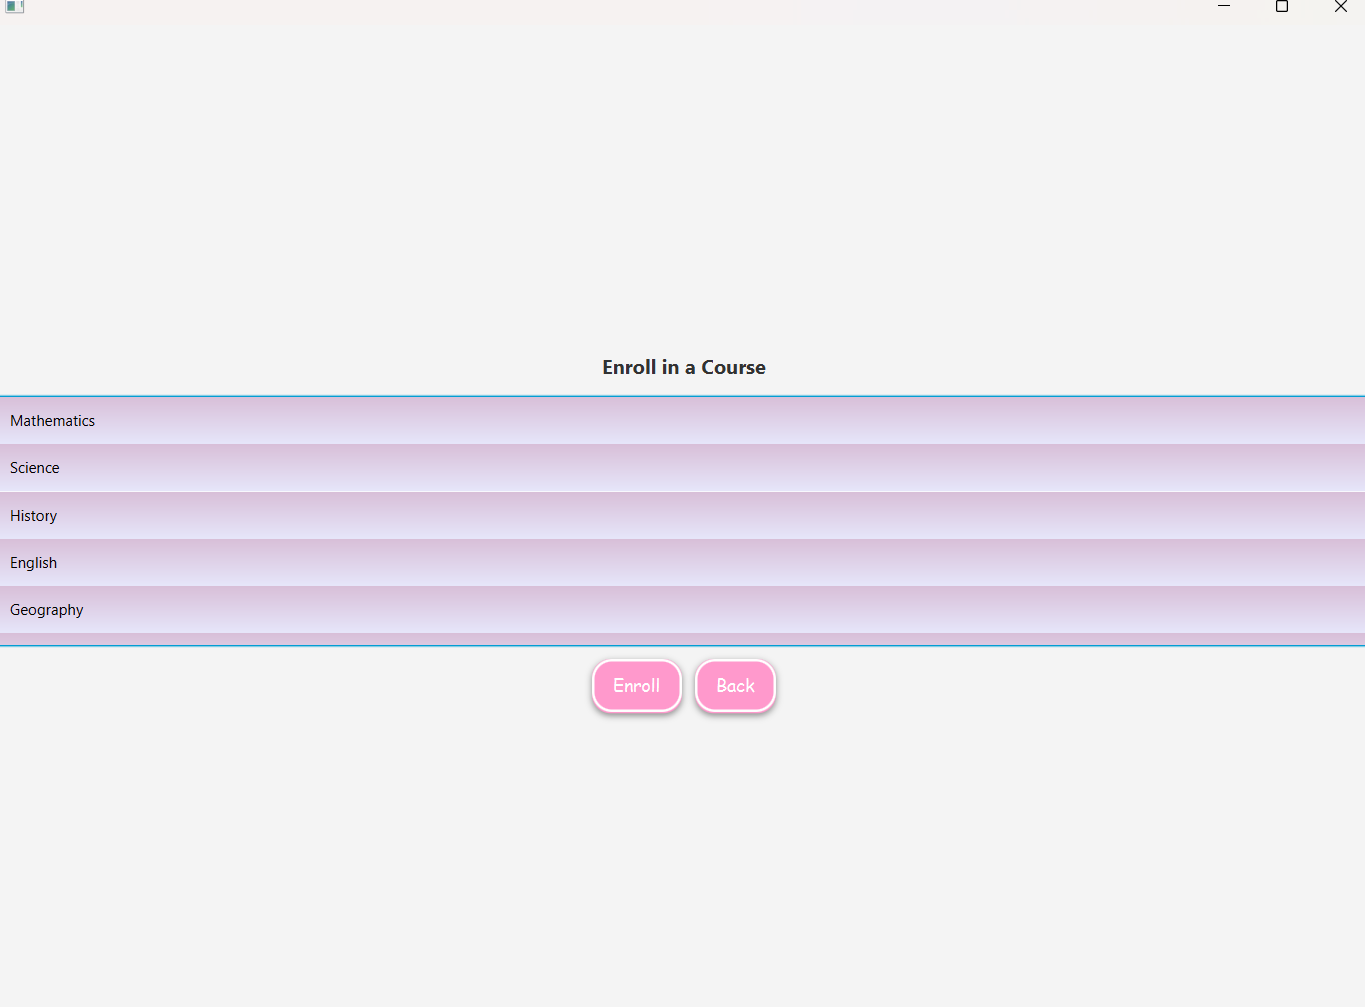 Enroll in a Course
Mathematics
Science
History
English
Geography
Enroll Back